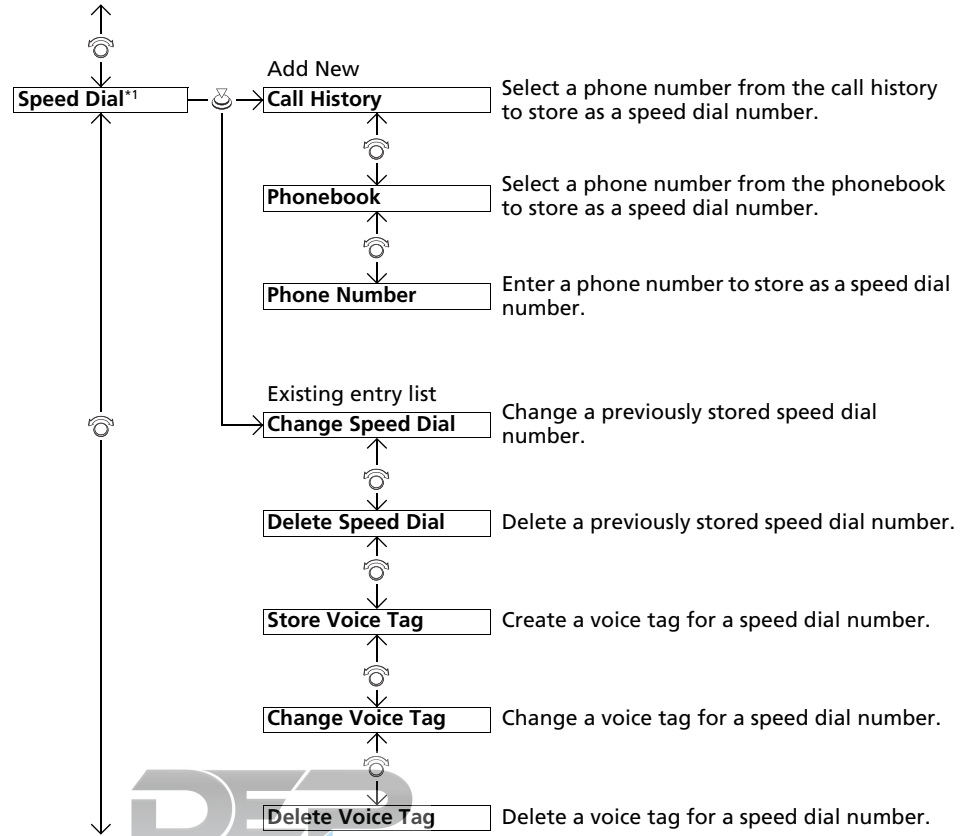 Add New
Speed Dial*1
Call History
Select a phone number from the call history
to store as a speed dial number.
Phonebook
Select a phone number from the phonebook
to store as a speed dial number.
Phone Number
Enter a phone number to store as a speed dial
number.
Existing entry list
Change Speed Dial
Change a previously stored speed dial
number.
Delete Speed Dial
Delete a previously stored speed dial number.
Store Voice Tag
Create a voice tag for a speed dial number.
Change Voice Tag
Change a voice tag for a speed dial number.
DEP
Delete Voice Tag
Delete a voice tag for a speed dial number.